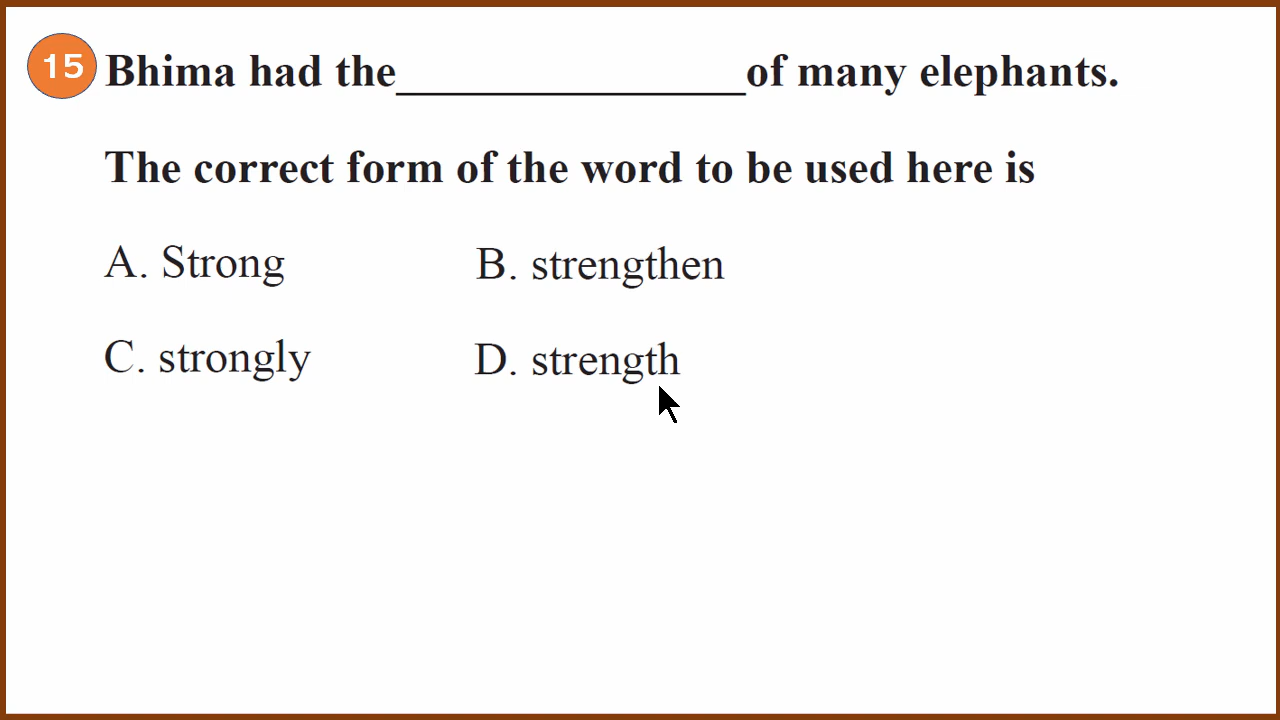 15 Bhima had the_______________of many elephants.
The correct form of the word to be used here is
A. Strong B. strengthen
C. strongly D. strength